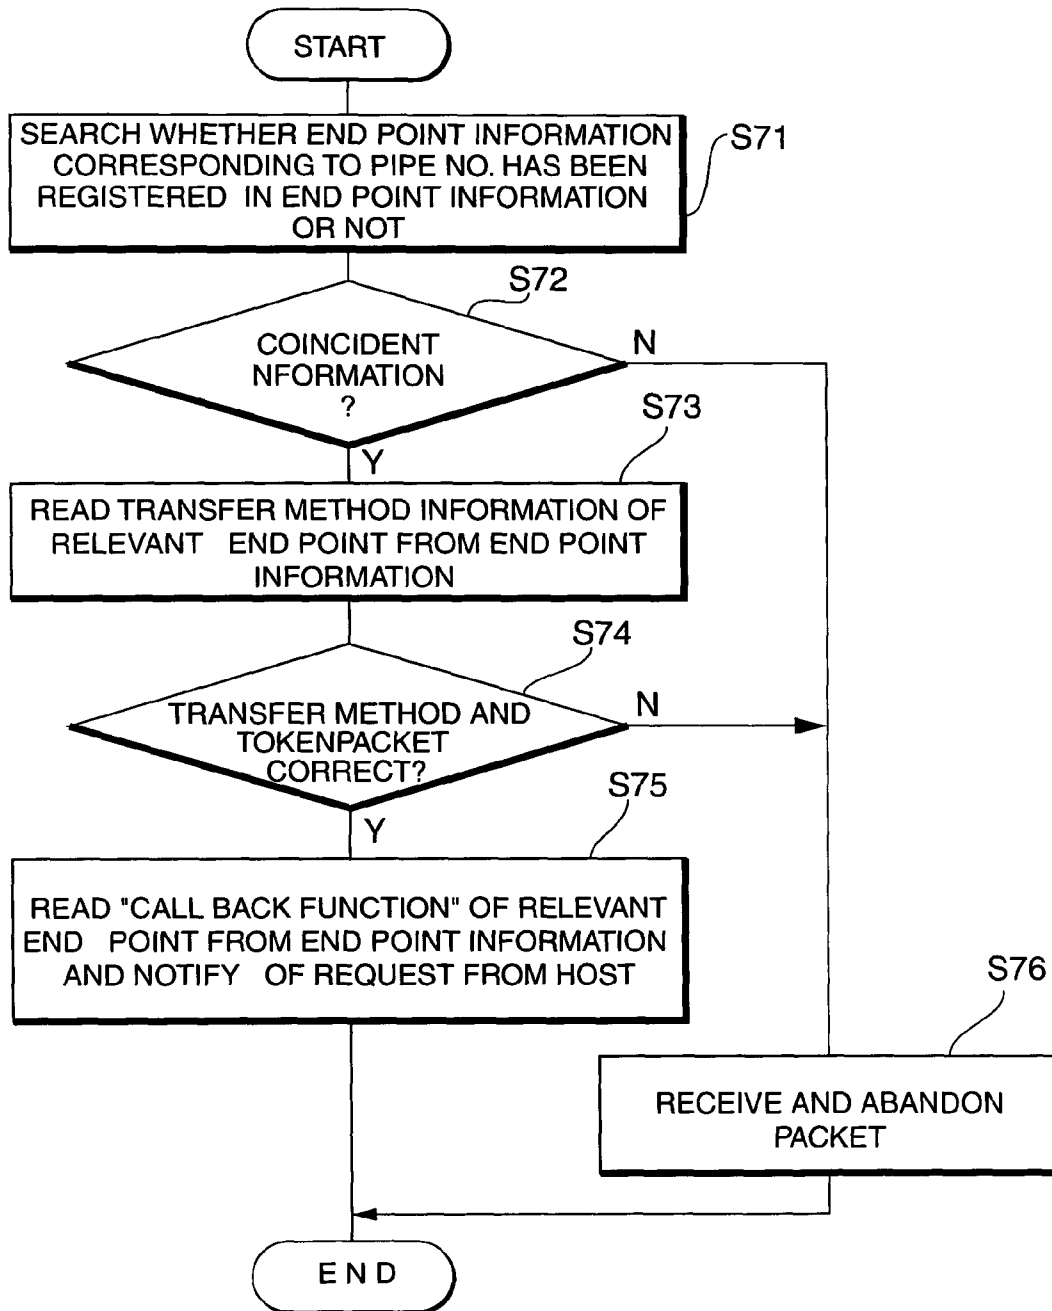 START
SEARCH WHETHER END POINT INFORMATION
CORRESPONDING TO PIPE NO. HAS BEEN
REGISTERED IN END POINT INFORMATION
OR NOT
S71
S72
COINCIDENT
NFORMATION
?
N
Y
S73
READ TRANSFER METHOD INFORMATION OF
RELEVANT END POINT FROM END POINT
INFORMATION
S74
TRANSFER METHOD AND
TOKENPACKET
CORRECT?
N
Y
S75
READ "CALL BACK FUNCTION" OF RELEVANT
END POINT FROM END POINT INFORMATION
AND NOTIFY OF REQUEST FROM HOST
S76
RECEIVE AND ABANDON
PACKET
END